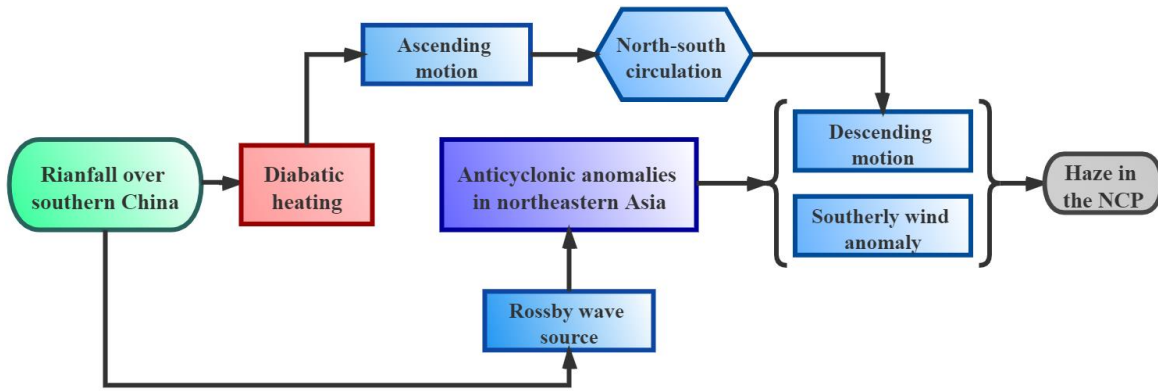 Ascending
motion
North-south
circulation
Rianfall over
southern China
Diabatic
heating
Anticyclonic anomalies
in northeastern Asia
Descending
motion
Southerly wind
anomaly
Haze in
the NCP
Rossby wave
source